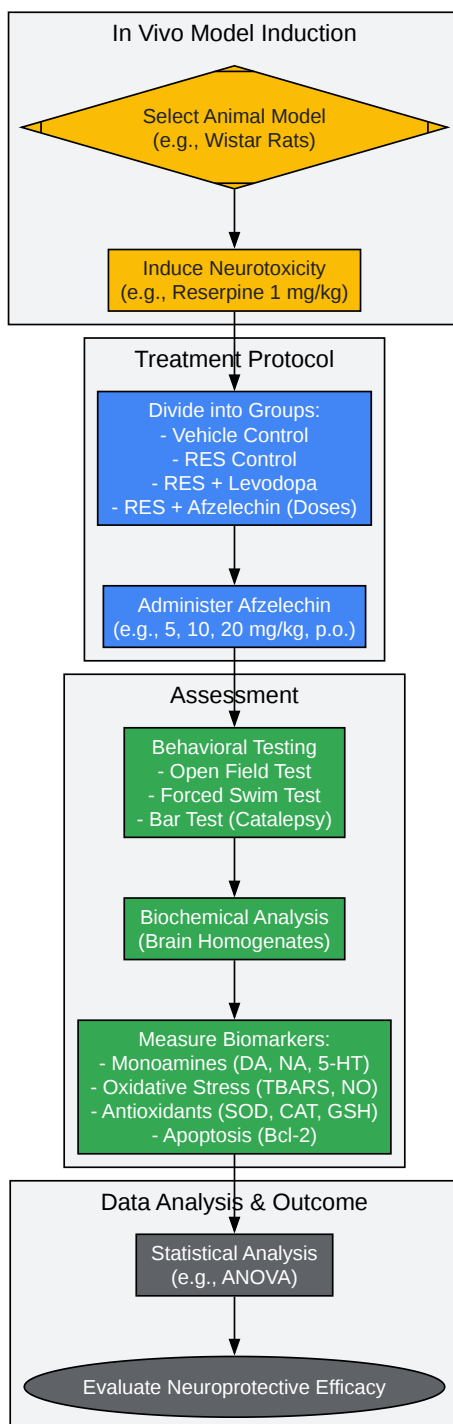 In Vivo Model Induction
Select Animal Model
(e.g., Wistar Rats)
Induce Neurotoxicity
(e.g., Reserpine 1 mg/kg)
Treatment Protocol
Divide into Groups:
- Vehicle Control
- RES Control
- RES + Levodopa
- RES + Afzelechin (Doses)
Administer Afzelechin
(e.g., 5, 10, 20 mg/kg, p.o.)
Assessment
Behavioral Testing
- Open Field Test
- Forced Swim Test
- Bar Test (Catalepsy)
Biochemical Analysis
(Brain Homogenates)
Measure Biomarkers:
- Monoamines (DA, NA, 5-HT)
- Oxidative Stress (TBARS, NO)
- Antioxidants (SOD, CAT, GSH)
- Apoptosis (Bcl-2)
Data Analysis & Outcome
Statistical Analysis
(e.g., ANOVA)
Evaluate Neuroprotective Efficacy